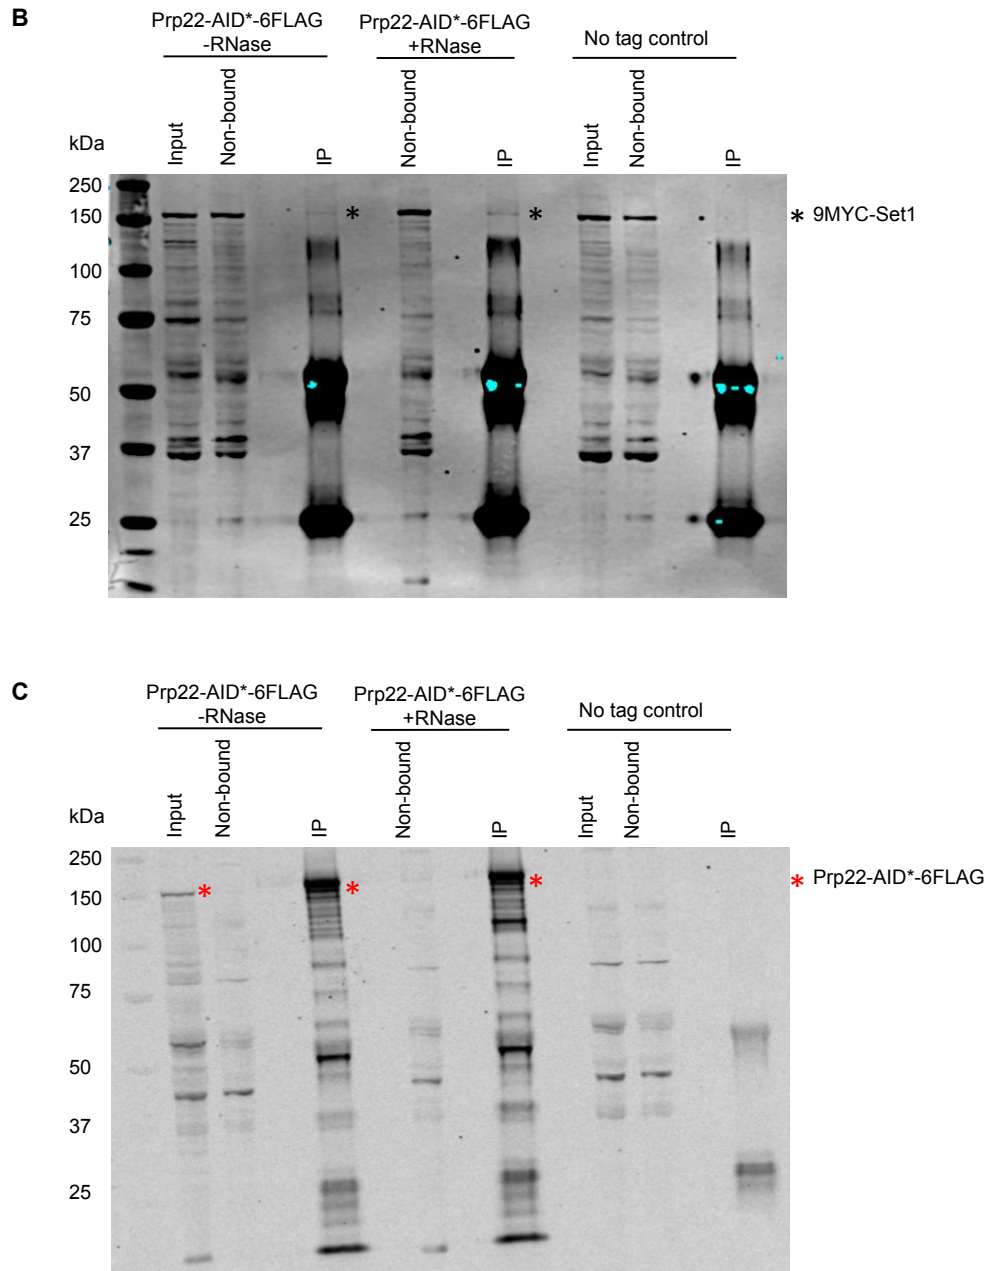 B
Prp22-AID*-6FLAG
-RNase
Prp22-AID*-6FLAG
+RNase
No tag control
kDa
Input
Non-bound
IP
Non-bound
IP
Input
Non-bound
IP
250
150
100
75
50
37
25
*
*
* 9MYC-Set1
C
Prp22-AID*-6FLAG
-RNase
Prp22-AID*-6FLAG
+RNase
No tag control
kDa
Input
Non-bound
IP
Non-bound
IP
Input
Non-bound
IP
250
150
100
75
50
37
25
*
*
*
* Prp22-AID*-6FLAG